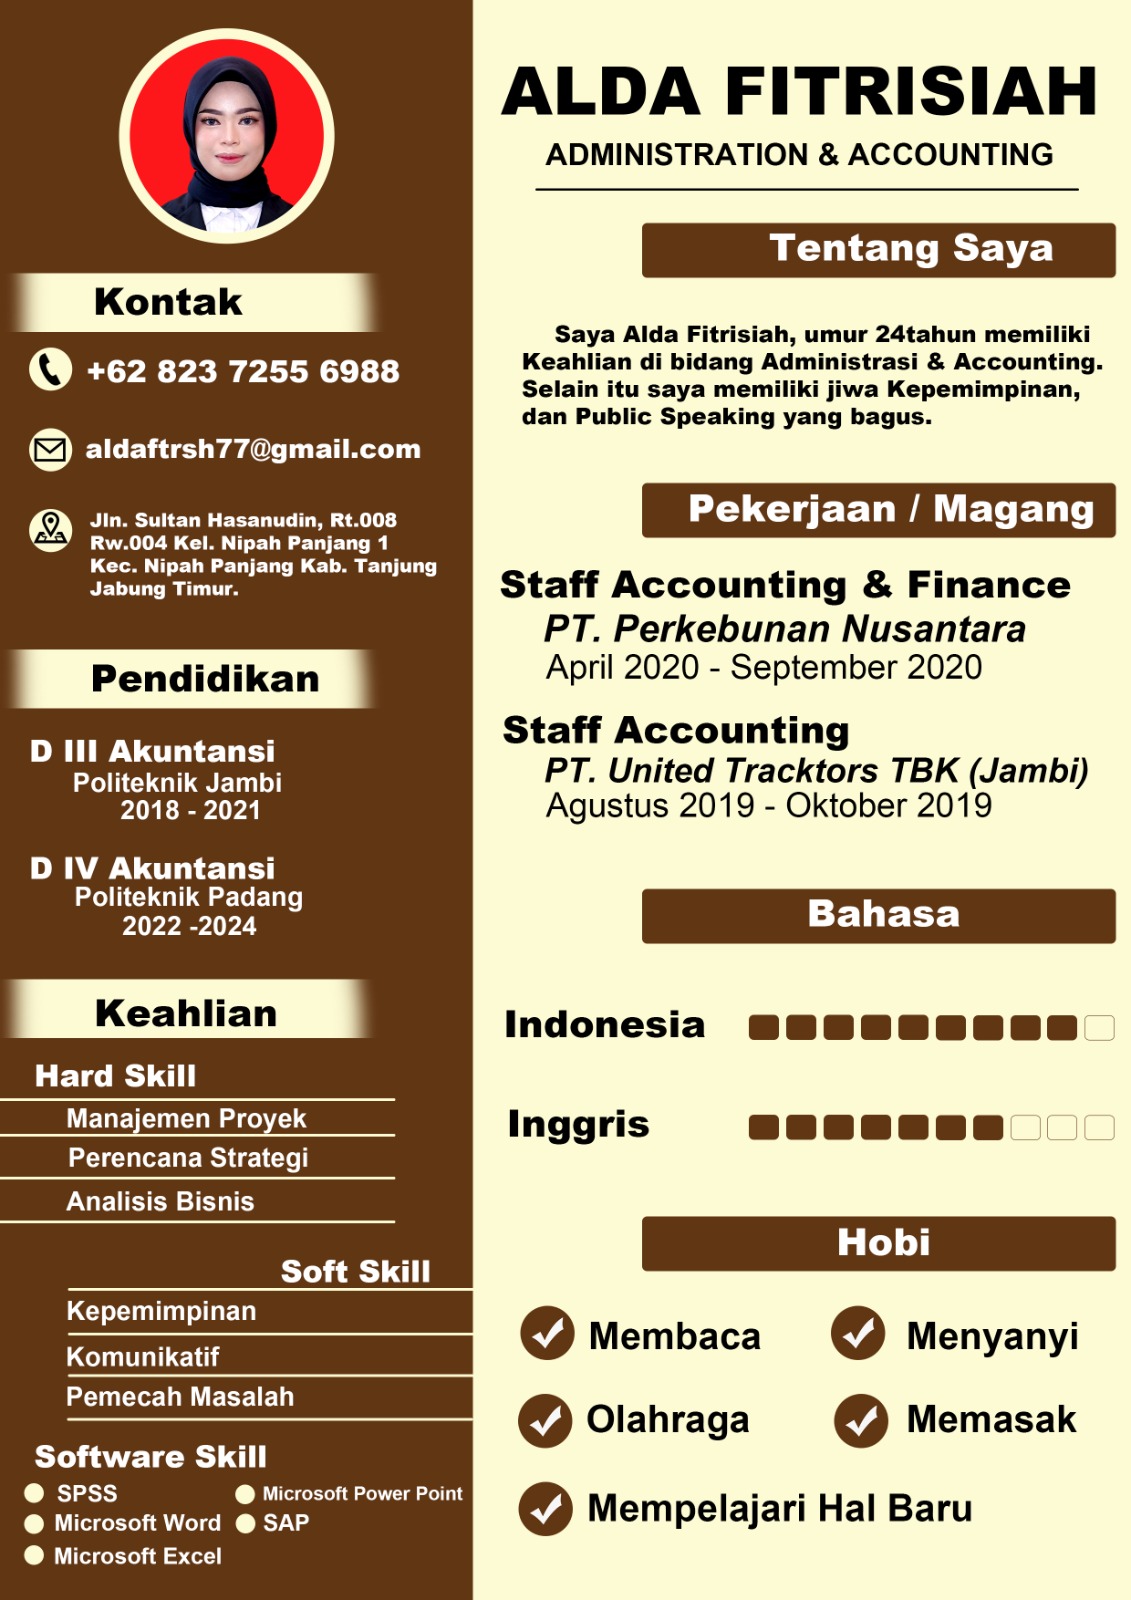 ALDA FITRISIAH
ADMINISTRATION & ACCOUNTING
Kontak
+62 823 7255 6988
aldaftrsh77@gmail.com
Jln. Sultan Hasanudin, Rt.008
Rw.004 Kel. Nipah Panjang 1
Kec. Nipah Panjang Kab. Tanjung
Jabung Timur.
Pendidikan
D III Akuntansi
Politeknik Jambi
2018 - 2021
D IV Akuntansi
Politeknik Padang
2022 -2024
Keahlian
Hard Skill
Manajemen Proyek
Perencana Strategi
Analisis Bisnis
Soft Skill
Kepemimpinan
Komunikatif
Pemecah Masalah
Software Skill
SPSS
Microsoft Word
Microsoft Excel
Microsoft Power Point
SAP
Tentang Saya
Saya Alda Fitrisiah, umur 24tahun memiliki
Keahlian di bidang Administrasi & Accounting.
Selain itu saya memiliki jiwa Kepemimpinan,
dan Public Speaking yang bagus.
Pekerjaan / Magang
Staff Accounting & Finance
PT. Perkebunan Nusantara
April 2020 - September 2020
Staff Accounting
PT. United Tracktors TBK (Jambi)
Agustus 2019 - Oktober 2019
Bahasa
Indonesia
Inggris
Hobi
Membaca
Menyanyi
Olahraga
Memasak
Mempelajari Hal Baru